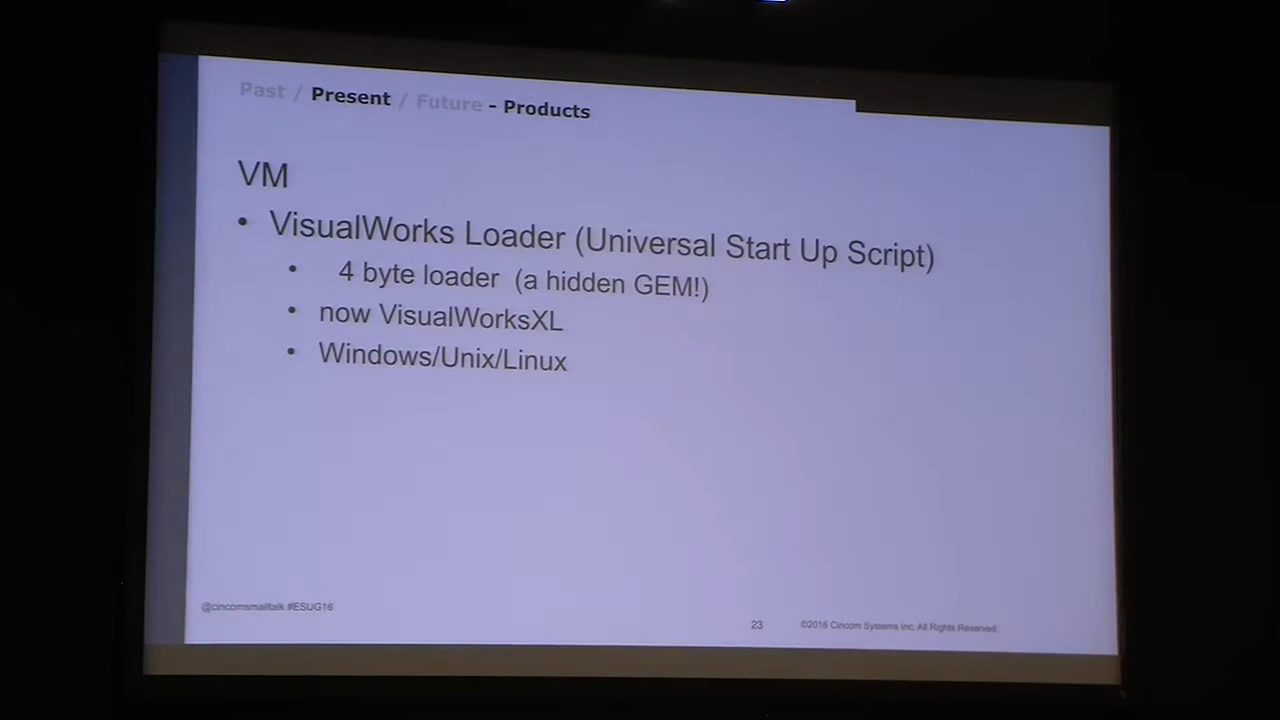 Past / Present / Future - Products
VM
• VisualWorks Loader (Universal Start Up Script)
• 4 byte loader (a hidden GEM!)
• now VisualWorksXL
• Windows/Unix/Linux
@cincomsmalltalk #ESUG16
23
©2016 Cincom Systems Inc. All Rights Reserved.